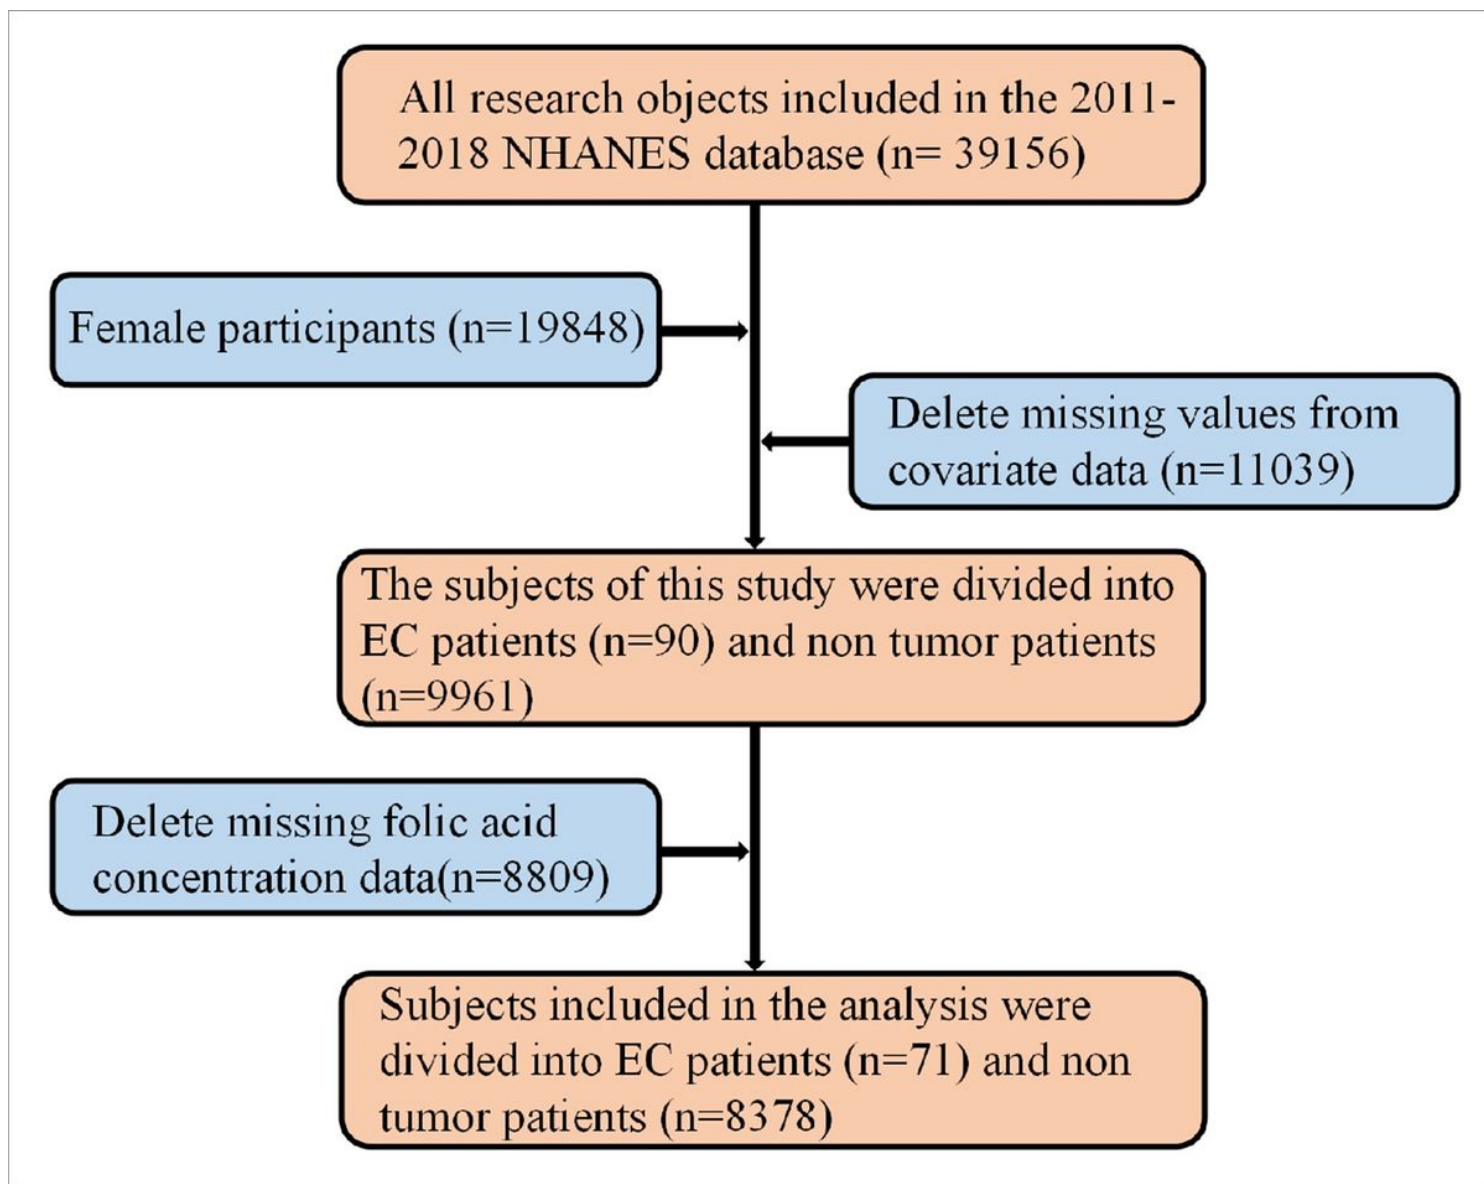 All research objects included in the 2011-
2018 NHANES database (n= 39156)
Female participants (n=19848)
Delete missing values from
covariate data (n=11039)
The subjects of this study were divided into
EC patients (n=90) and non tumor patients
(n=9961)
Delete missing folic acid
concentration data(n=8809)
Subjects included in the analysis were
divided into EC patients (n=71) and non
tumor patients (n=8378)